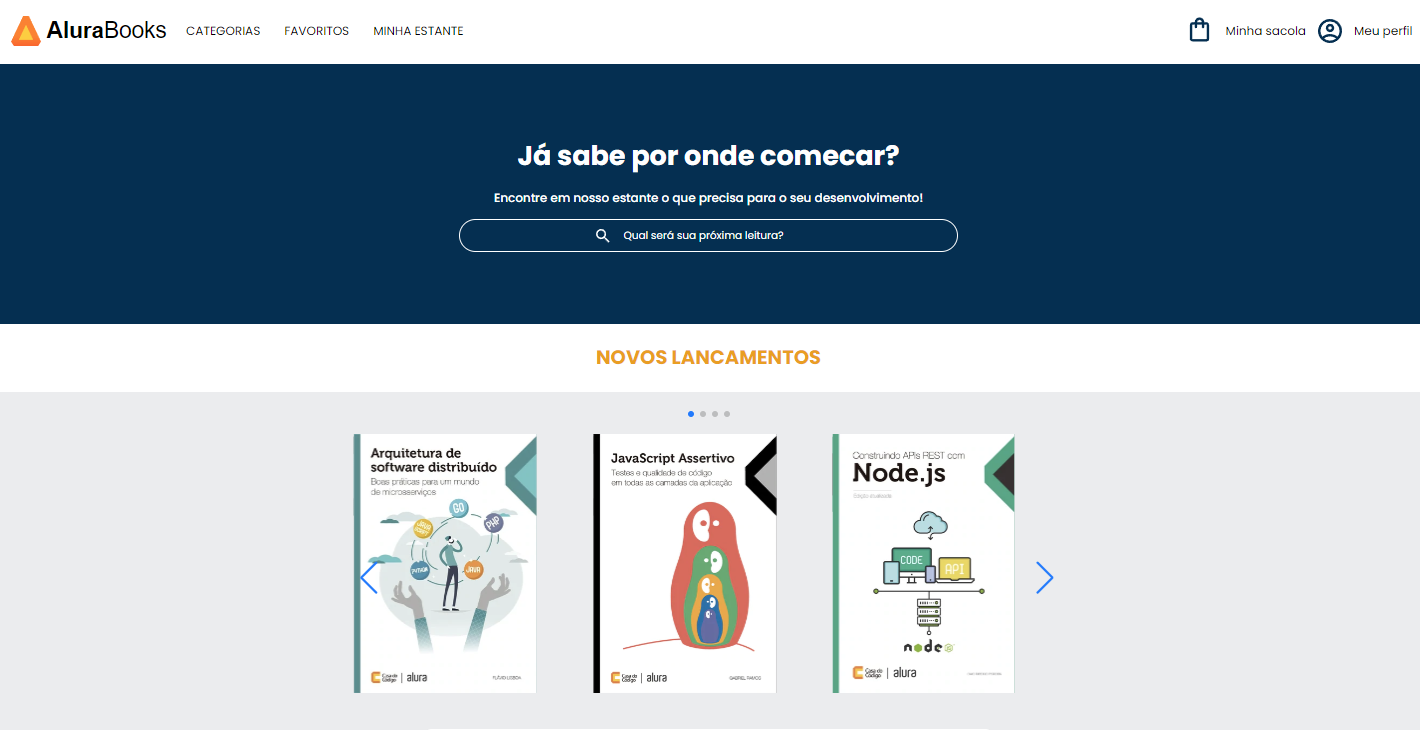 AluraBooks
CATEGORIAS
FAVORITOS
MINHA ESTANTE
Minha sacola
Meu perfil
Já sabe por onde comecar?
Encontre em nosso estante o que precisa para o seu desenvolvimento!
Qual será sua próxima leitura?
NOVOS LANCAMENTOS
Arquitetura de
software distribuído
Boas práticas para um mundo
de microsserviços
GO
PHP
JAVA
PYTHON
JAVA
Casa do
Código
alura
FLÁVIO LISBOA
JavaScript Assertivo
Testes e qualidade de código
em todas as camadas da aplicação
Casa do
Código
alura
GABRIEL RAMOS
Construindo APIs REST com
Node.js
Edição atualizada
CODE
API
node
Casa do
Código
alura